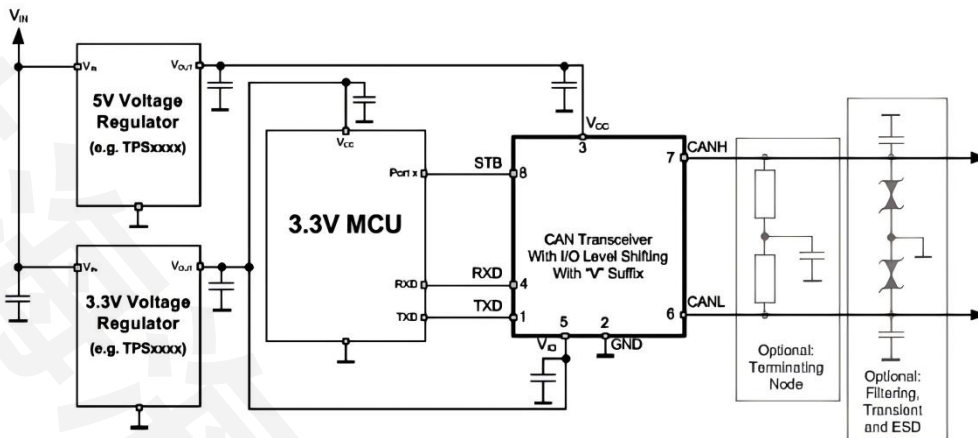 VIN
VIN
VOUT
5V Voltage
Regulator
(e.g. TPSxxxx)
VIN
VOUT
3.3V Voltage
Regulator
(e.g. TPSxxxx)
VCC
Port x
3.3V MCU
RXD
TXD
STB
RXD
TXD
VCC
3
8
4
1
5
2
7
6
CAN Transceiver
With I/O Level Shifting
With "V" Suffix
VIO
GND
CANH
CANL
Optional:
Terminating
Node
Optional:
Filtering,
Transient
and ESD